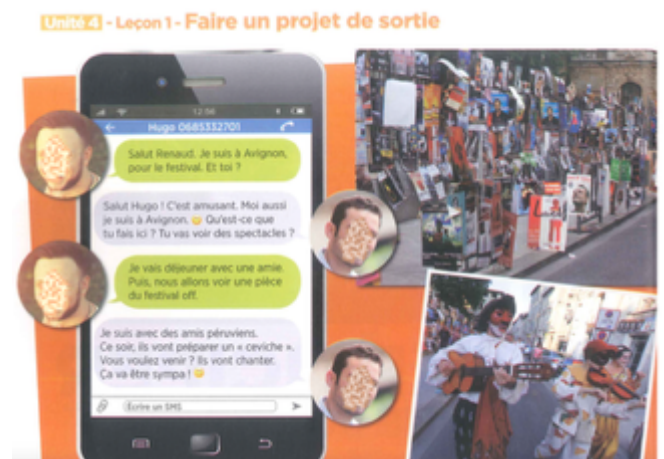 Unité 4 - Leçon 1 - Faire un projet de sortie
12:56
Hugo 0685332701
Salut Renaud. Je suis à Avignon,
pour le festival. Et toi ?
Salut Hugo ! C'est amusant. Moi aussi
je suis à Avignon. Qu'est-ce que
tu fais ici ? Tu vas voir des spectacles ?
Je vais déjeuner avec une amie.
Puis, nous allons voir une pièce
du festival off.
Je suis avec des amis péruviens.
Ce soir, ils vont préparer un « ceviche ».
Vous voulez venir ? Ils vont chanter.
Ça va être sympa !
Écrire un SMS